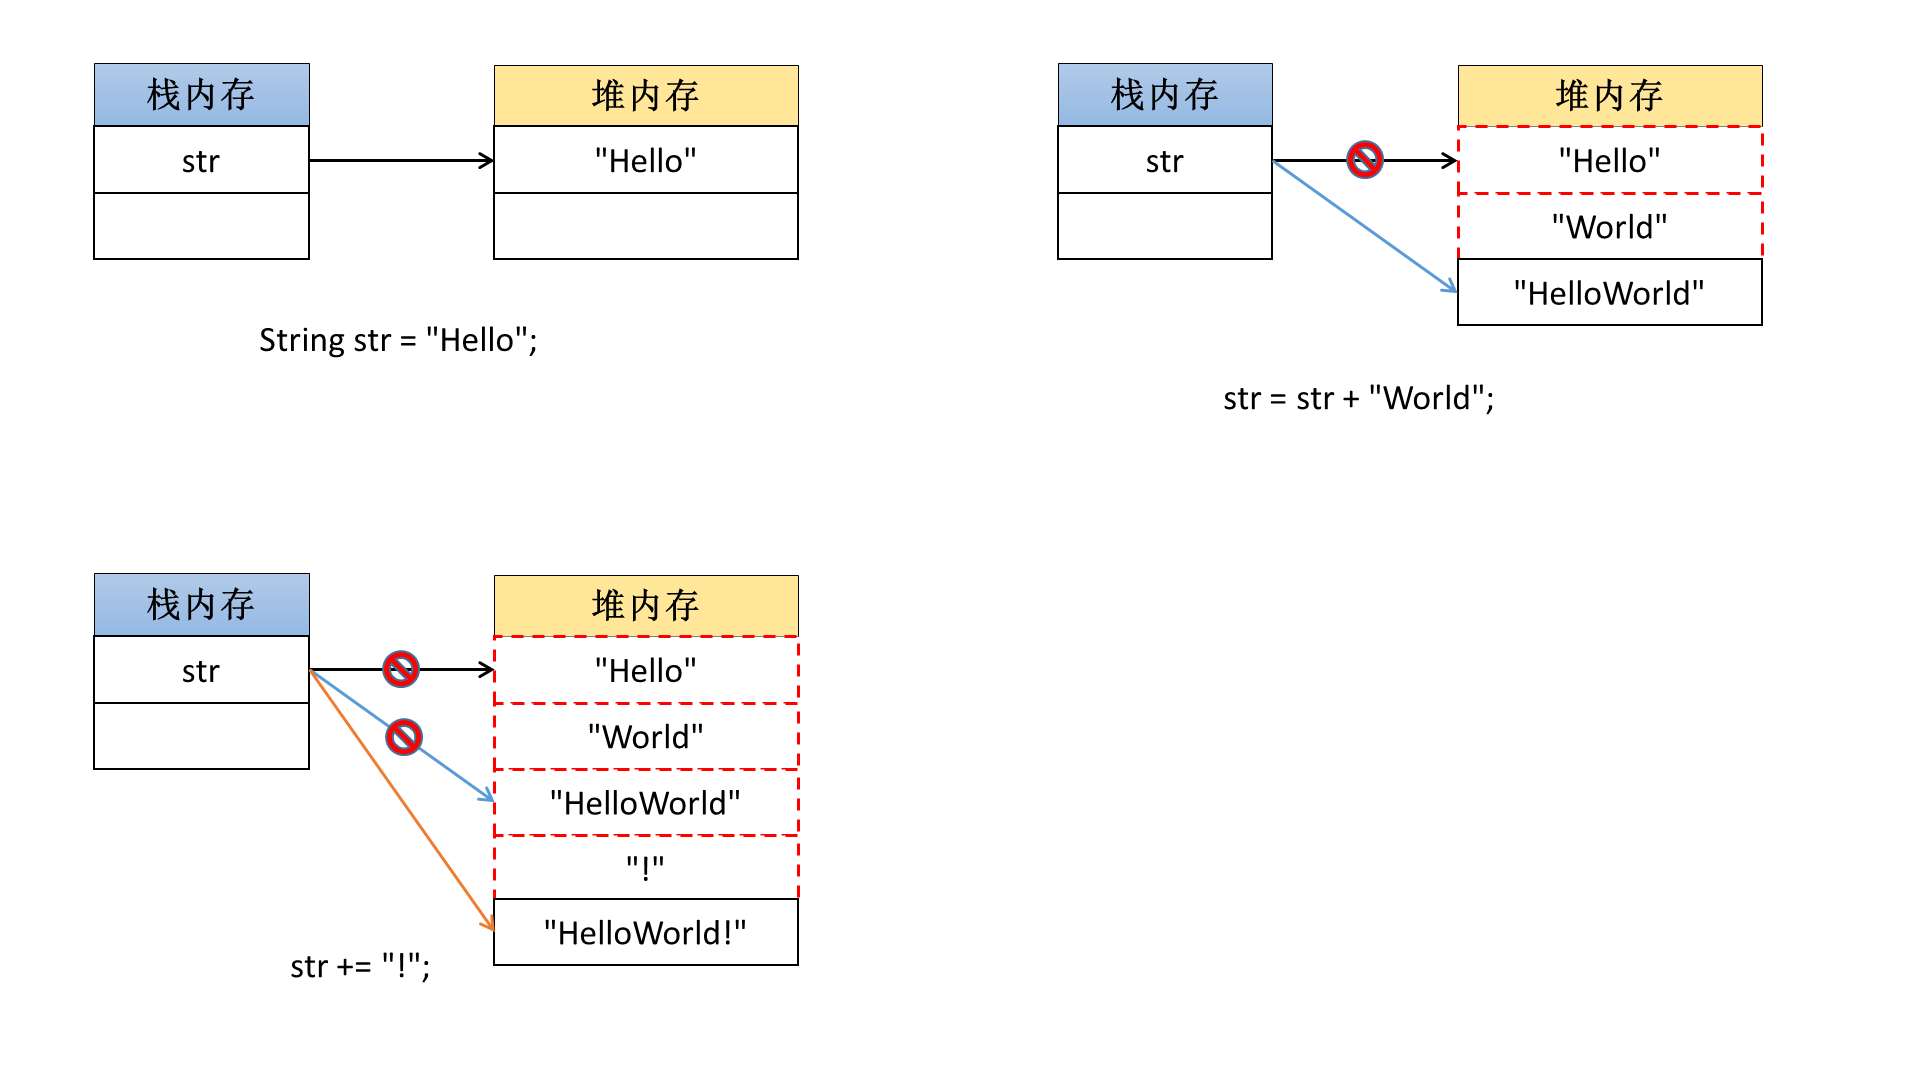 栈内存
堆内存
str
"Hello"
String str = "Hello";
栈内存
堆内存
str
"Hello"
"World"
"HelloWorld"
str = str + "World";
栈内存
堆内存
str
"Hello"
"World"
"HelloWorld"
"!"
"HelloWorld!"
str += "!";